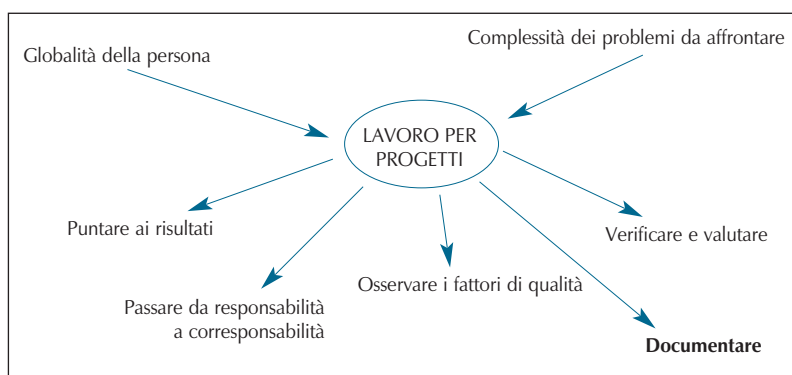 Complessità dei problemi da affrontare
Globalità della persona
LAVORO PER
PROGETTI
Puntare ai risultati
Verificare e valutare
Osservare i fattori di qualità
Passare da responsabilità
a corresponsabilità
Documentare